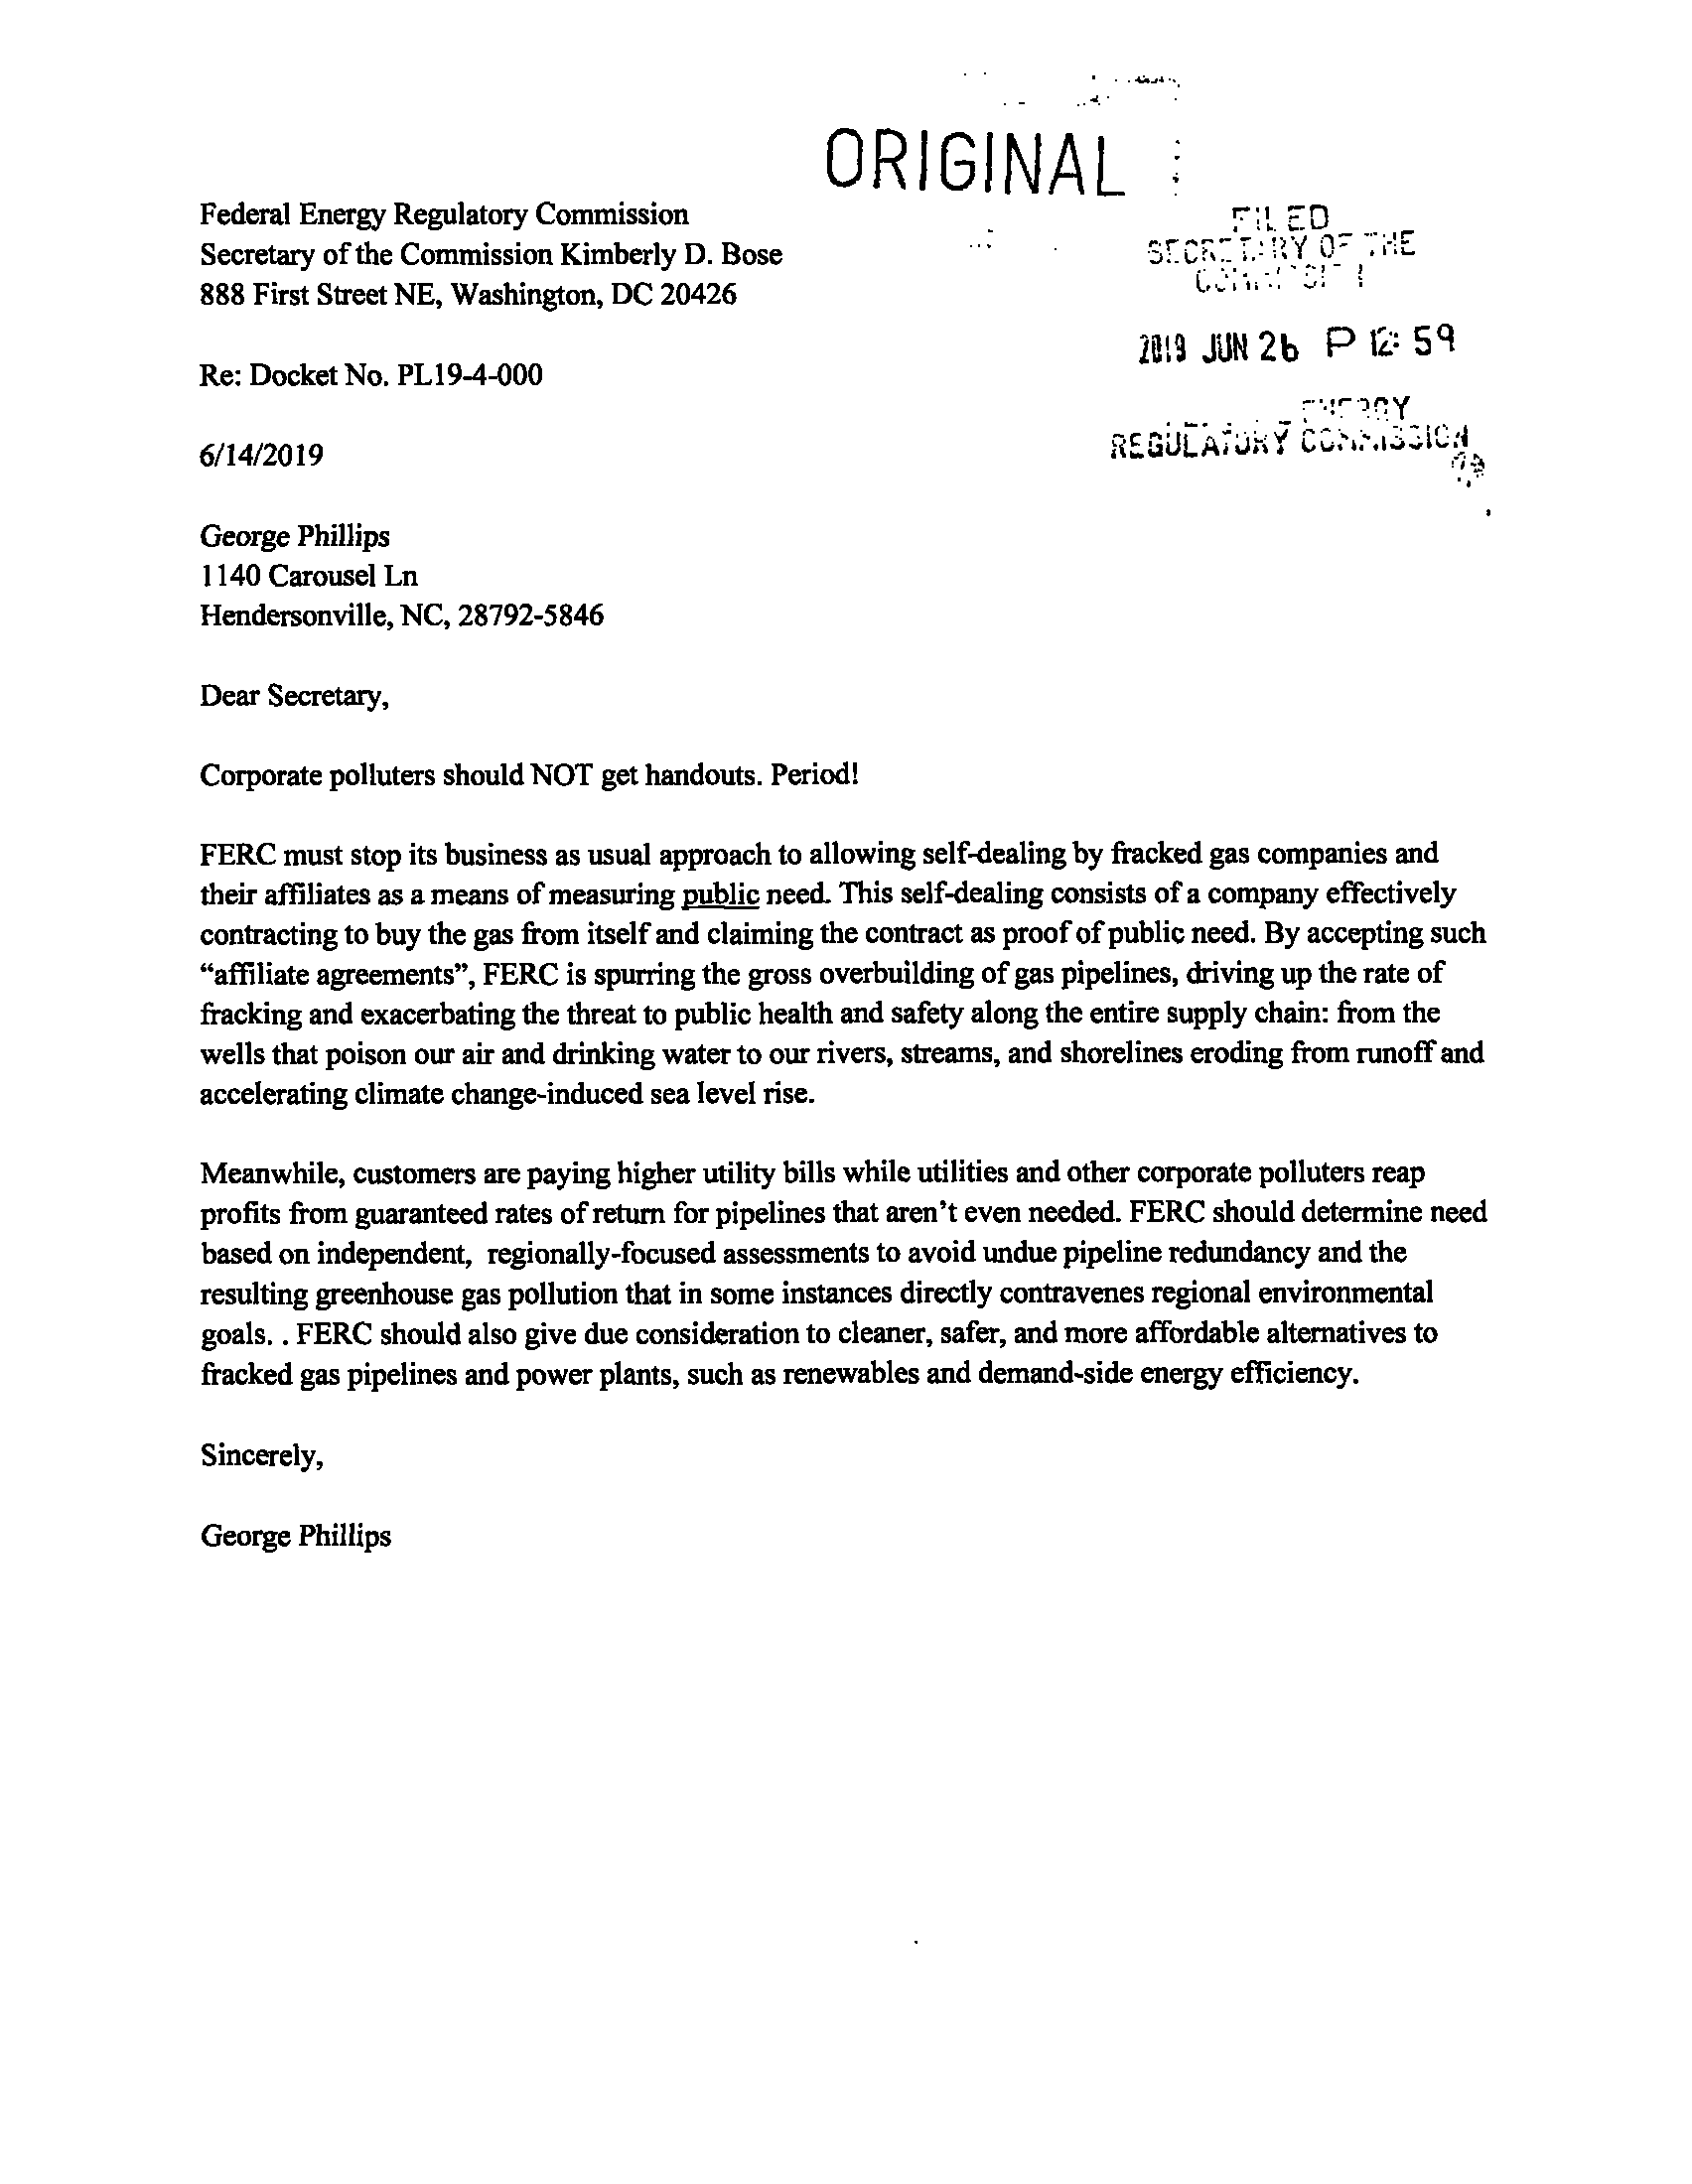 ORIGINAL
Federal Energy Regulatory Commission
Secretary of the Commission Kimberly D. Bose
888 First Street NE, Washington, DC 20426
FILED
SECRETARY OF THE
2019 JUN 26 P 12: 59
Re: Docket No. PL19-4-000
ENERGY
REGULATORY COMMISSION
6/14/2019
George Phillips
1140 Carousel Ln
Hendersonville, NC, 28792-5846
Dear Secretary,
Corporate polluters should NOT get handouts. Period!
FERC must stop its business as usual approach to allowing self-dealing by fracked gas companies and
their affiliates as a means of measuring public need. This self-dealing consists of a company effectively
contracting to buy the gas from itself and claiming the contract as proof of public need. By accepting such
“affiliate agreements”, FERC is spurring the gross overbuilding of gas pipelines, driving up the rate of
fracking and exacerbating the threat to public health and safety along the entire supply chain: from the
wells that poison our air and drinking water to our rivers, streams, and shorelines eroding from runoff and
accelerating climate change-induced sea level rise.
Meanwhile, customers are paying higher utility bills while utilities and other corporate polluters reap
profits from guaranteed rates of return for pipelines that aren’t even needed. FERC should determine need
based on independent,  regionally-focused assessments to avoid undue pipeline redundancy and the
resulting greenhouse gas pollution that in some instances directly contravenes regional environmental
goals. . FERC should also give due consideration to cleaner, safer, and more affordable alternatives to
fracked gas pipelines and power plants, such as renewables and demand-side energy efficiency.
Sincerely,
George Phillips